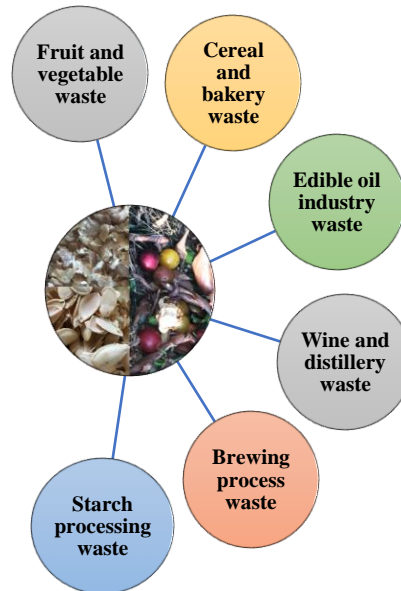 Fruit and
vegetable
waste
Cereal
and
bakery
waste
Edible oil
industry
waste
Wine and
distillery
waste
Brewing
process
waste
Starch
processing
waste